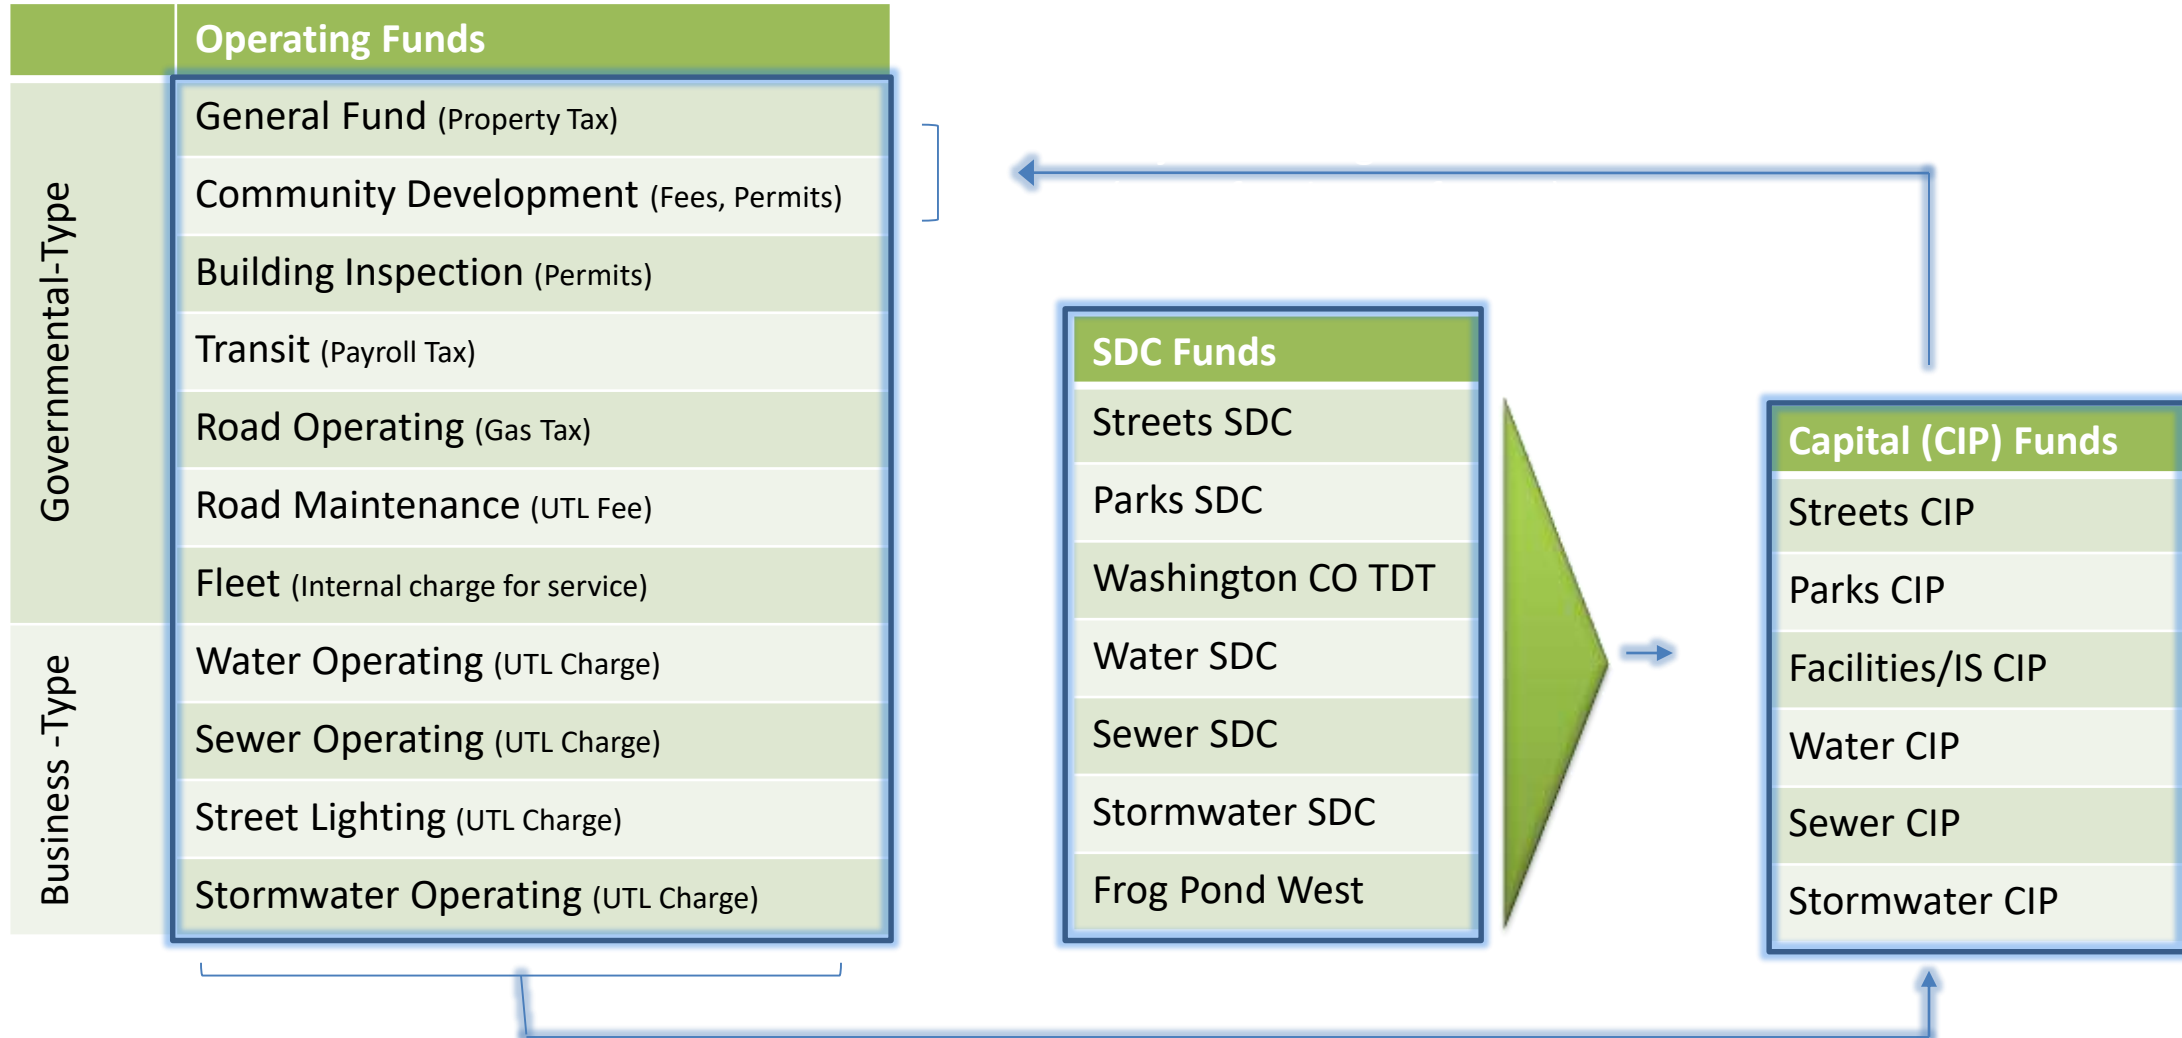 Operating Funds
Governmental-Type
General Fund (Property Tax)
Community Development (Fees, Permits)
Building Inspection (Permits)
Transit (Payroll Tax)
Road Operating (Gas Tax)
Road Maintenance (UTL Fee)
Fleet (Internal charge for service)
Business -Type
Water Operating (UTL Charge)
Sewer Operating (UTL Charge)
Street Lighting (UTL Charge)
Stormwater Operating (UTL Charge)
SDC Funds
Streets SDC
Parks SDC
Washington CO TDT
Water SDC
Sewer SDC
Stormwater SDC
Frog Pond West
Capital (CIP) Funds
Streets CIP
Parks CIP
Facilities/IS CIP
Water CIP
Sewer CIP
Stormwater CIP